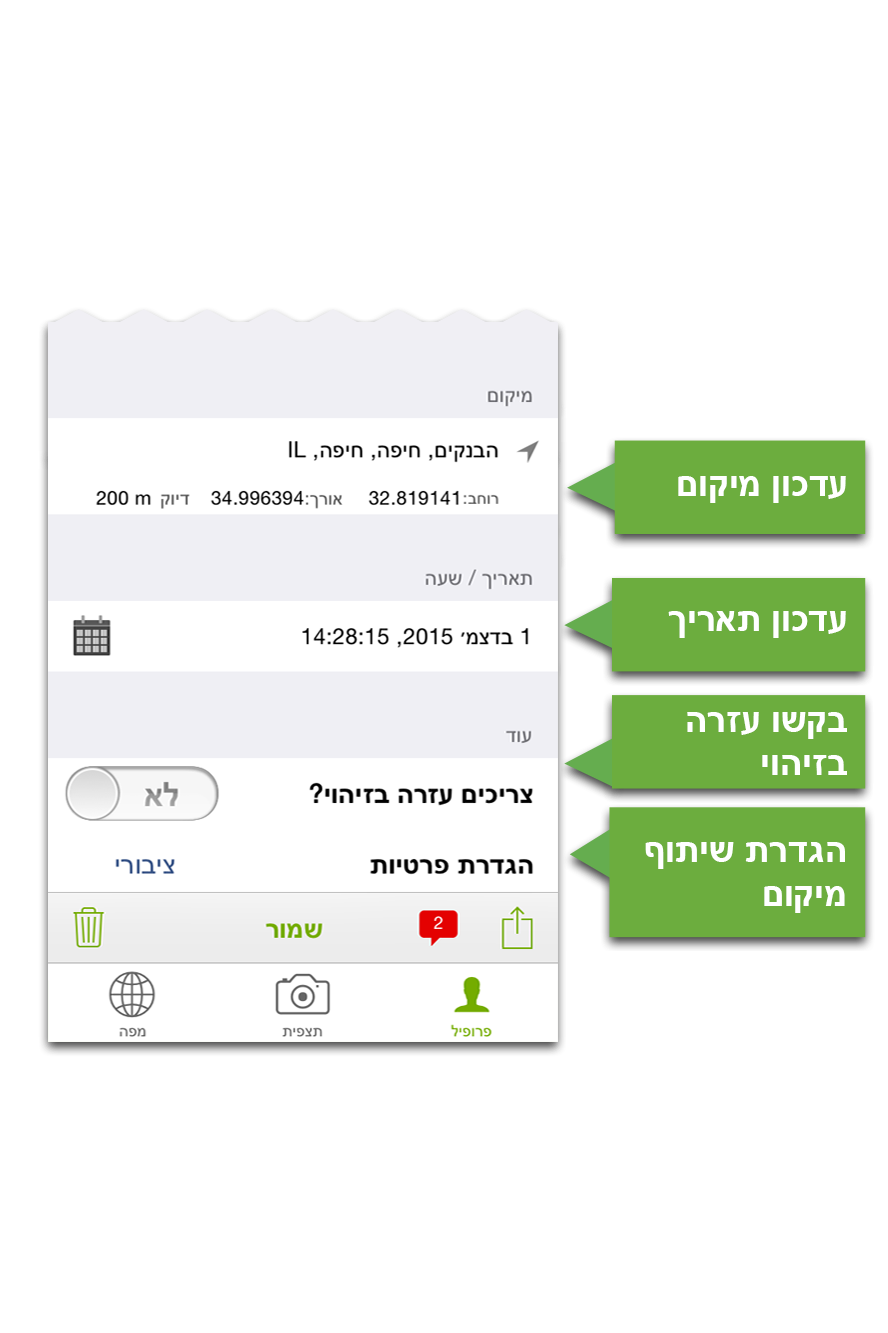 מיקום
הבנקים, חיפה, חיפה, IL
רוחב: 32.819141 אורך: 34.996394 דיוק 200 m
תאריך / שעה
1 בדצמ׳ 2015, 14:28:15
עוד
צריכים עזרה בזיהוי? לא
הגדרת פרטיות ציבורי
2 שמור
פרופיל תצפית מפה
עדכון מיקום
עדכון תאריך
בקשו עזרה
בזיהוי
הגדרת שיתוף
מיקום